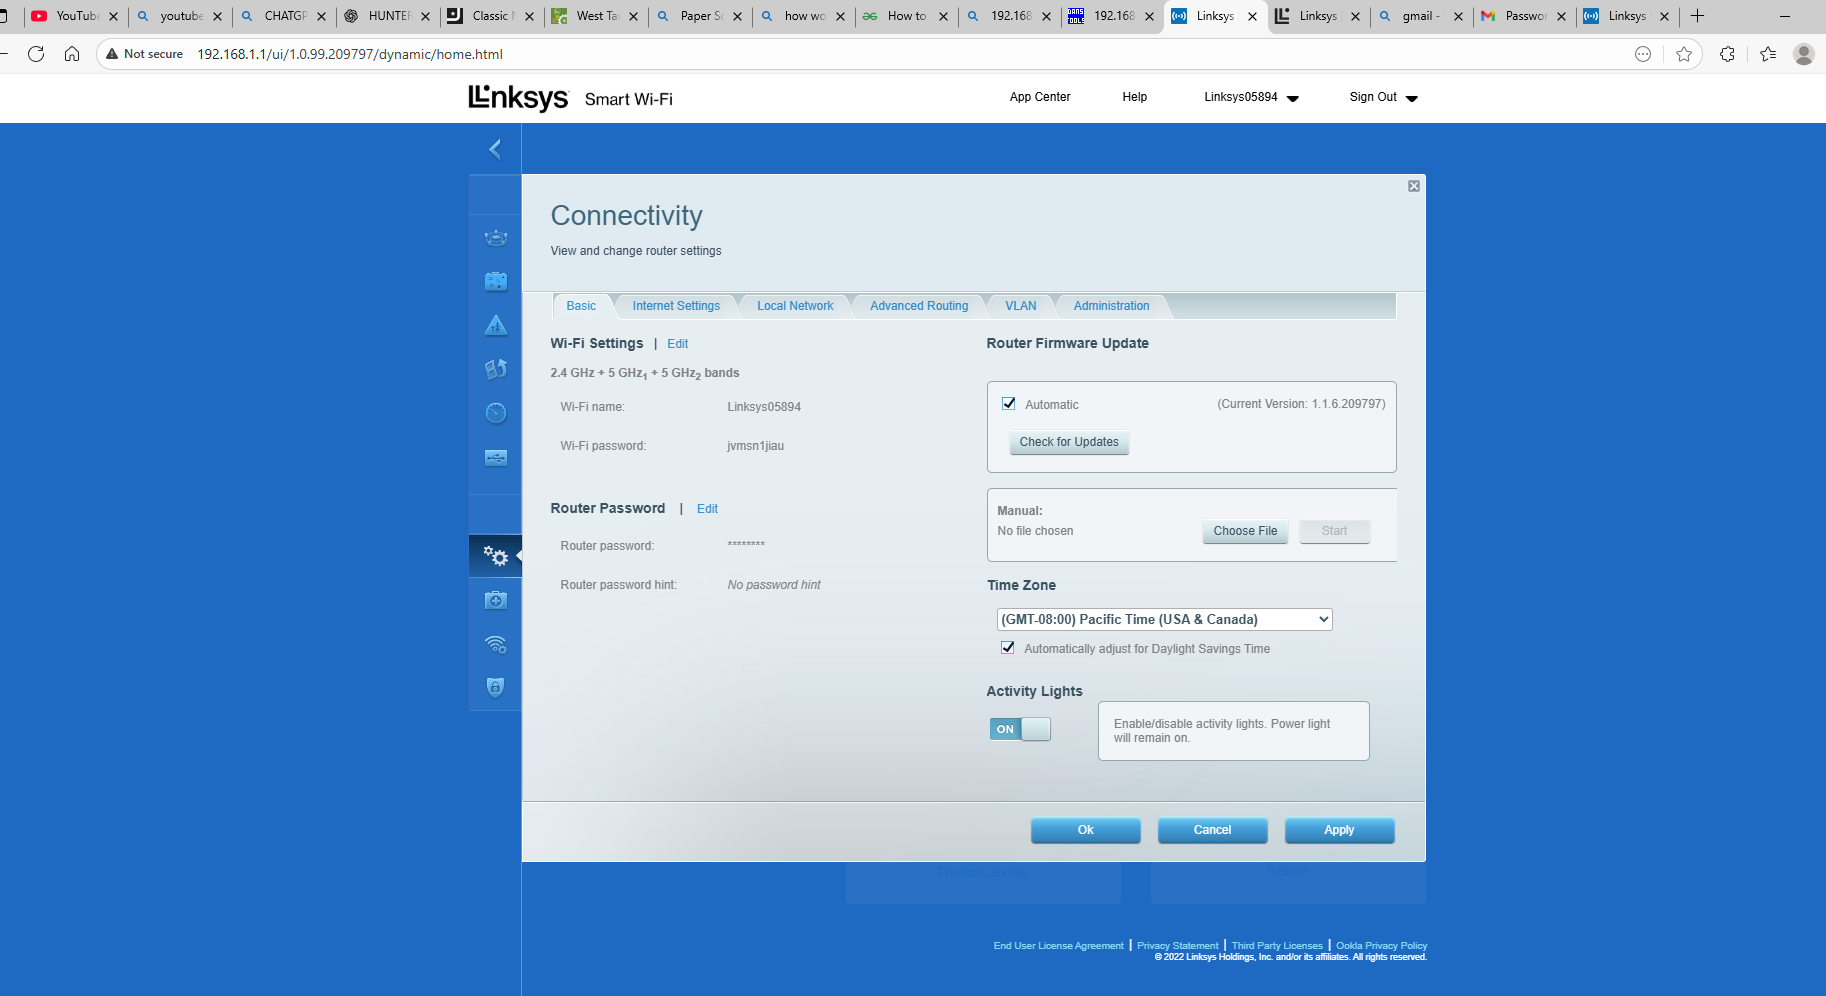 YouTube
youtube
CHATGP
HUNTER
Classic
West Ta
Paper S
how wo
How to
192.168
192.168
Linksys
Linksys
gmail -
Passwor
Linksys
Not secure 192.168.1.1/ui/1.0.99.209797/dynamic/home.html
LInksys Smart Wi-Fi App Center Help Linksys05894 Sign Out
Connectivity
View and change router settings
Basic Internet Settings Local Network Advanced Routing VLAN Administration
Wi-Fi Settings | Edit
2.4 GHz + 5 GHz1 + 5 GHz2 bands
Wi-Fi name: Linksys05894
Wi-Fi password: jvmsn1jiau
Router Password | Edit
Router password: ********
Router password hint: No password hint
Router Firmware Update
Automatic (Current Version: 1.1.6.209797)
Check for Updates
Manual:
No file chosen Choose File Start
Time Zone
(GMT-08:00) Pacific Time (USA & Canada)
Automatically adjust for Daylight Savings Time
Activity Lights
ON
Enable/disable activity lights. Power light
will remain on.
Ok Cancel Apply
Prioritize devices
End User License Agreement | Privacy Statement | Third Party Licenses | Ookla Privacy Policy
© 2022 Linksys Holdings, Inc. and/or its affiliates. All rights reserved.